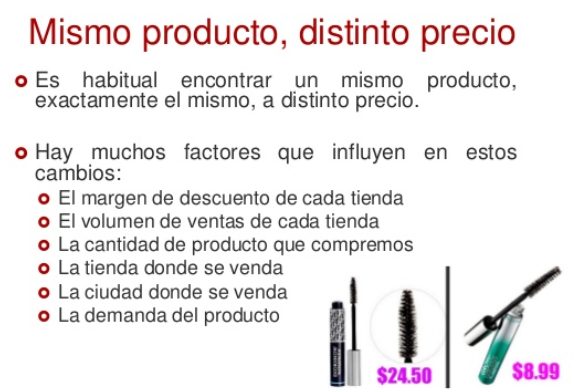 Mismo producto, distinto precio
Es habitual encontrar un mismo producto,
exactamente el mismo, a distinto precio.
Hay muchos factores que influyen en estos
cambios:
El margen de descuento de cada tienda
El volumen de ventas de cada tienda
La cantidad de producto que compremos
La tienda donde se venda
La ciudad donde se venda
La demanda del producto
$24.50
$8.99